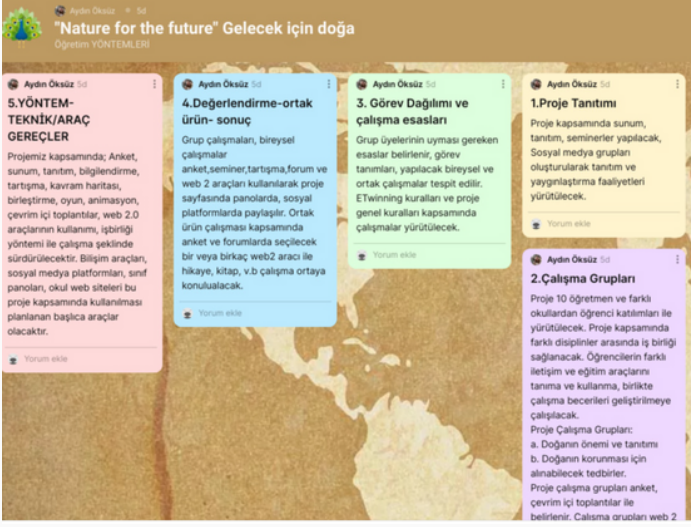 Aydın Öksüz • 5d
"Nature for the future" Gelecek için doğa
Öğretim YÖNTEMLERİ
Aydın Öksüz 5d
5.YÖNTEM-
TEKNİK/ARAÇ
GEREÇLER
Projemiz kapsamında; Anket,
sunum, tanıtım, bilgilendirme,
tartışma, kavram haritası,
birleştirme, oyun, animasyon,
çevrim içi toplantılar, web 2.0
araçlarının kullanımı, işbirliği
yöntemi ile çalışma şeklinde
sürdürülecektir. Bilişim araçları,
sosyal medya platformları, sınıf
panoları, okul web siteleri bu
proje kapsamında kullanılması
planlanan başlıca araçlar
olacaktır.
Yorum ekle
Aydın Öksüz 5d
4.Değerlendirme-ortak
ürün- sonuç
Grup çalışmaları, bireysel
çalışmalar
anket,seminer,tartışma,forum ve
web 2 araçları kullanılarak proje
sayfasında panolarda, sosyal
platformlarda paylaşılır. Ortak
ürün çalışması kapsamında
anket ve forumlarda seçilecek
bir veya birkaç web2 aracı ile
hikaye, kitap, v.b çalışma ortaya
konulualacak.
Yorum ekle
Aydın Öksüz 5d
3. Görev Dağılımı ve
çalışma esasları
Grup üyelerinin uyması gereken
esaslar belirlenir, görev
tanımları, yapılacak bireysel ve
ortak çalışmalar tespit edilir.
ETwinning kuralları ve proje
genel kuralları kapsamında
çalışmalar yürütülecek.
Yorum ekle
Aydın Öksüz 5d
1.Proje Tanıtımı
Proje kapsamında sunum,
tanıtım, seminerler yapılacak,
Sosyal medya grupları
oluşturularak tanıtım ve
yaygınlaştırma faaliyetleri
yürütülecek.
Yorum ekle
Aydın Öksüz 5d
2.Çalışma Grupları
Proje 10 öğretmen ve farklı
okullardan öğrenci katılımları ile
yürütülecek. Proje kapsamında
farklı disiplinler arasında iş birliği
sağlanacak. Öğrencilerin farklı
iletişim ve eğitim araçlarını
tanıma ve kullanma, birlikte
çalışma becerileri geliştirilmeye
çalışılacak.
Proje Çalışma Grupları:
a. Doğanın önemi ve tanıtımı
b. Doğanın korunması için
alınabilecek tedbirler.
Proje çalışma grupları anket,
çevrim içi toplantılar ile
belirlenir. Çalışma grupları web 2